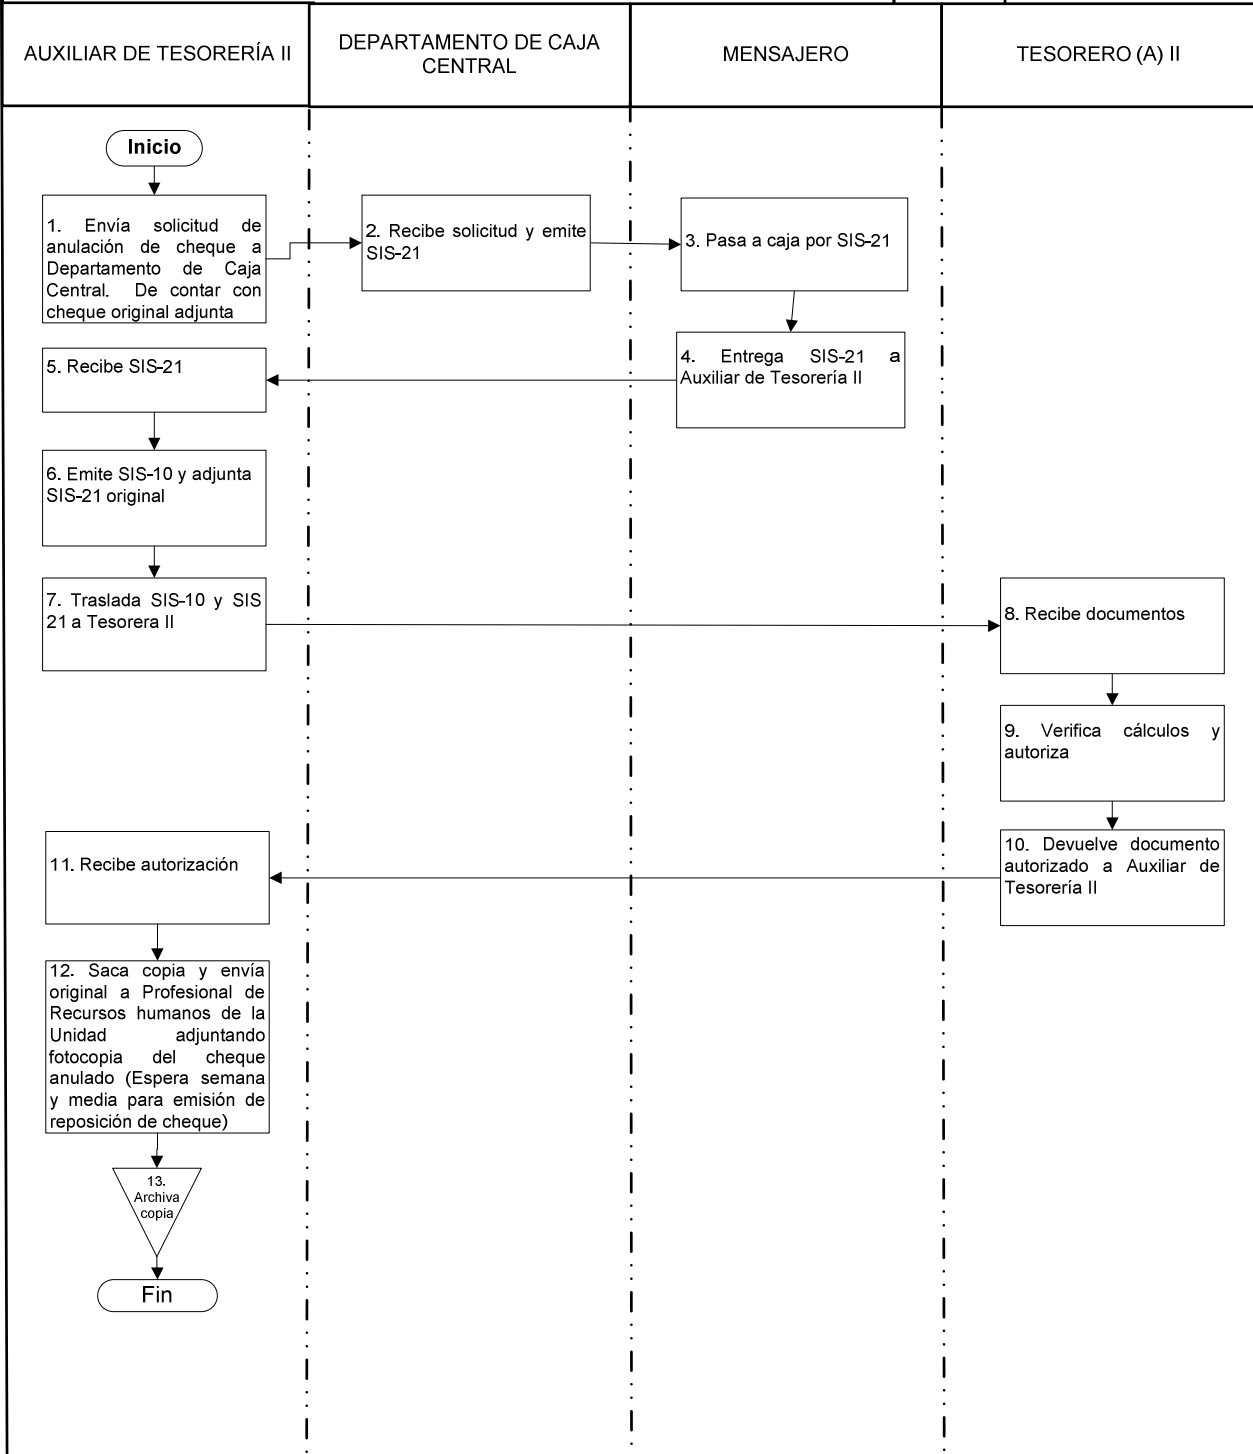 AUXILIAR DE TESORERÍA II
DEPARTAMENTO DE CAJA
CENTRAL
MENSAJERO
TESORERO (A) II
Inicio
1. Envía solicitud de
anulación de cheque a
Departamento de Caja
Central. De contar con
cheque original adjunta
2. Recibe solicitud y emite
SIS-21
3. Pasa a caja por SIS-21
4. Entrega SIS-21 a
Auxiliar de Tesorería II
5. Recibe SIS-21
6. Emite SIS-10 y adjunta
SIS-21 original
7. Traslada SIS-10 y SIS
21 a Tesorera II
8. Recibe documentos
9. Verifica cálculos y
autoriza
10. Devuelve documento
autorizado a Auxiliar de
Tesorería II
11. Recibe autorización
12. Saca copia y envía
original a Profesional de
Recursos humanos de la
Unidad adjuntando
fotocopia del cheque
anulado (Espera semana
y media para emisión de
reposición de cheque)
13.
Archiva
copia
Fin